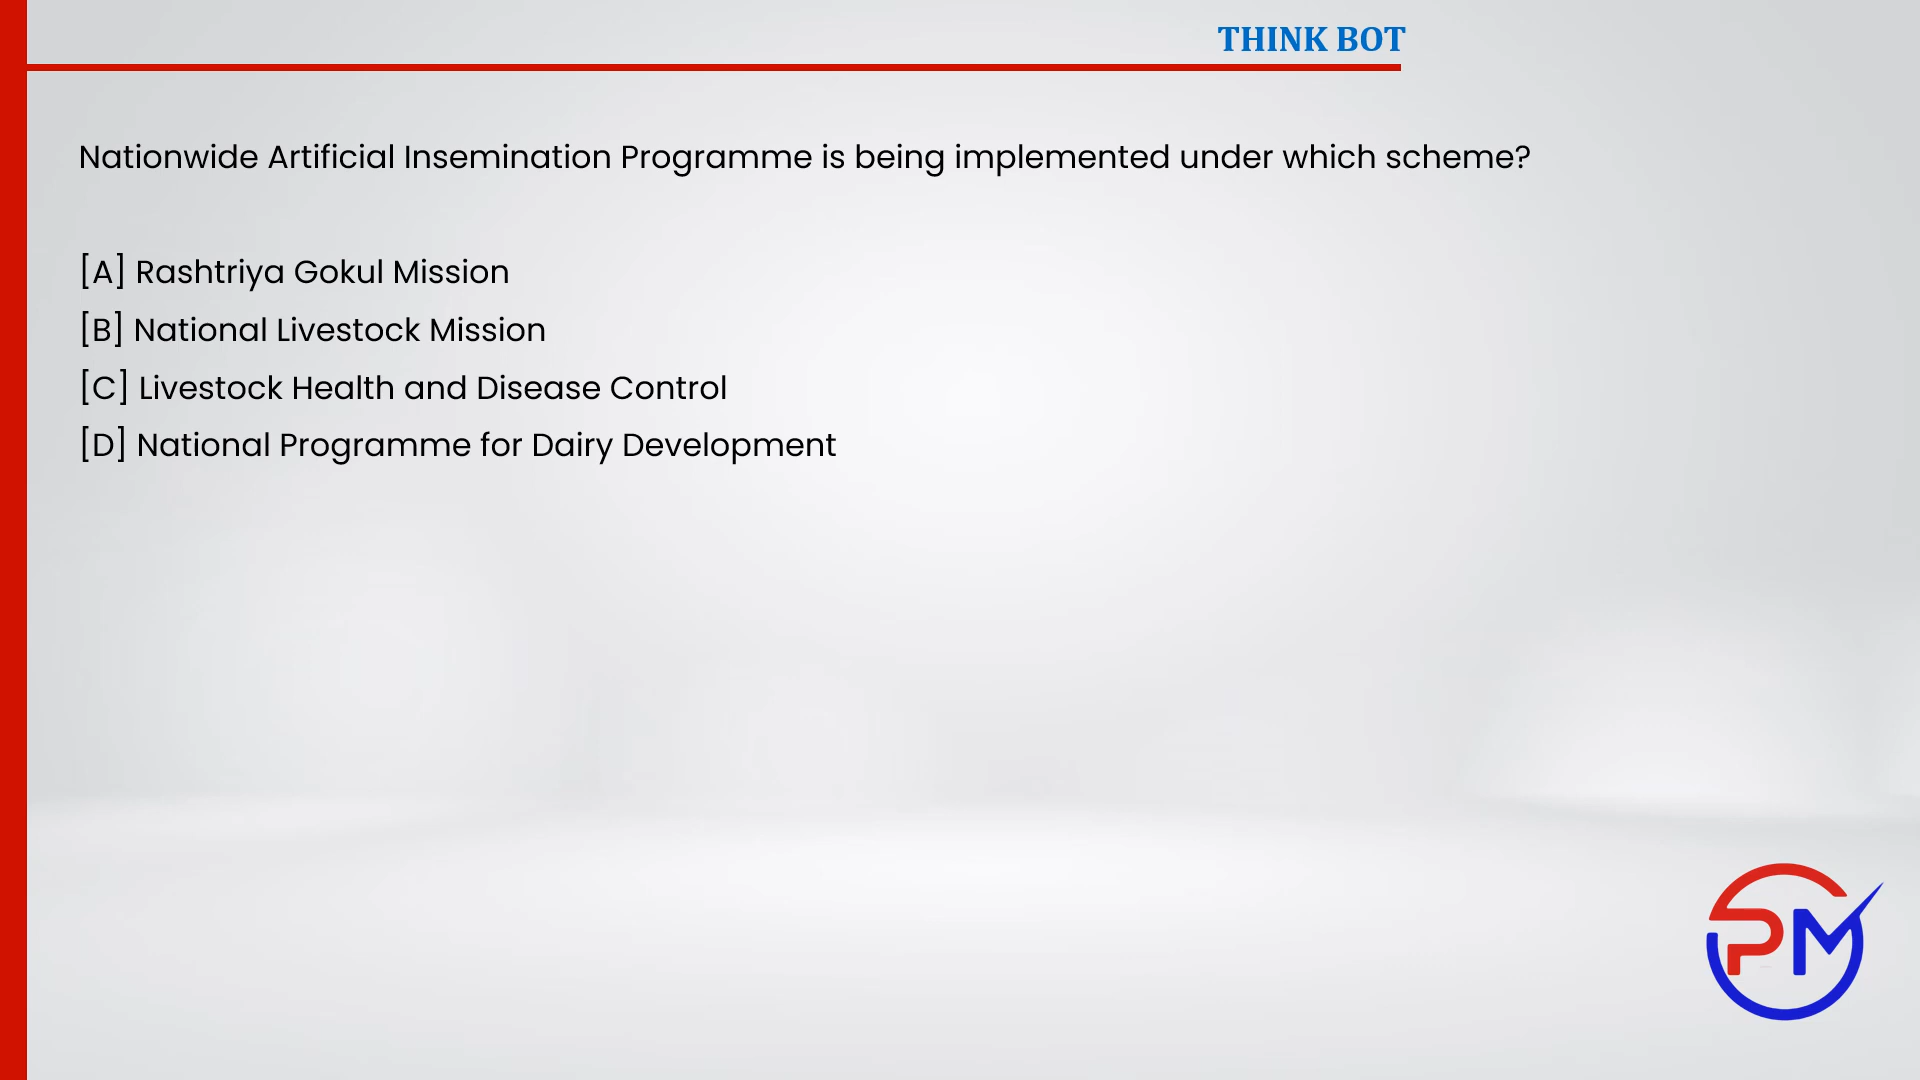 THINK BOT
Nationwide Artificial Insemination Programme is being implemented under which scheme?
[A] Rashtriya Gokul Mission
[B] National Livestock Mission
[C] Livestock Health and Disease Control
[D] National Programme for Dairy Development
PM